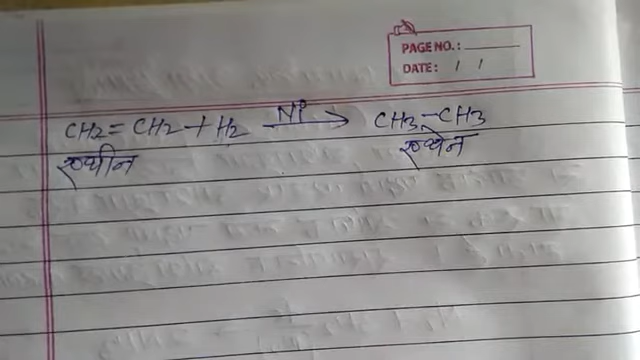 PAGE NO.:
DATE: / /
CH2 = CH2 + H2 —Ni→ CH3 - CH3
एथीन एथेन